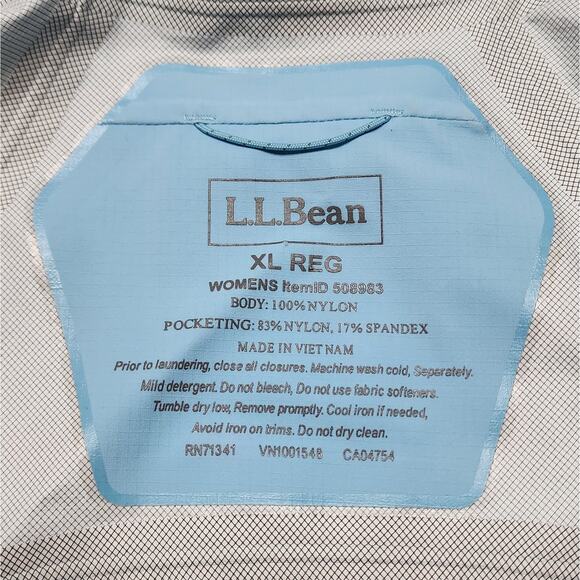 L.L.Bean
XL REG
WOMENS ItemID 508983
BODY: 100% NYLON
POCKETING: 83% NYLON, 17% SPANDEX
MADE IN VIETNAM
Prior to laundering, close all closures. Machine wash cold, Separately.
Mild detergent. Do not bleach, Do not use fabric softeners.
Tumble dry low, Remove promptly. Cool iron if needed,
Avoid iron on trims. Do not dry clean.
RN71341 VN1001548 CA04754